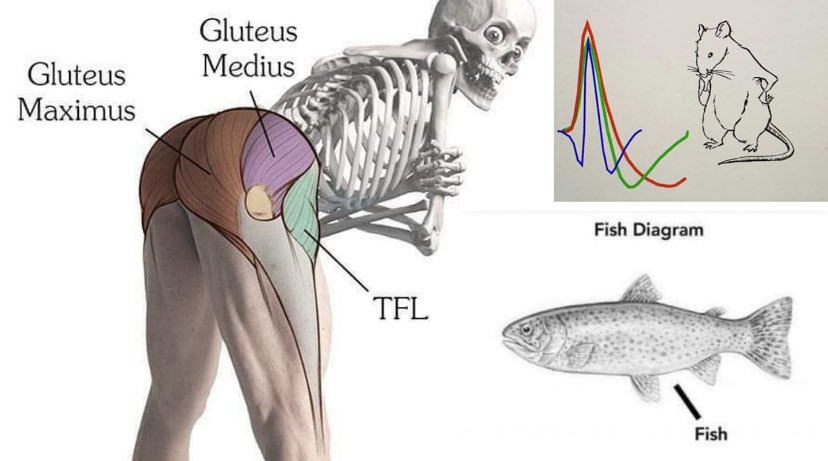 Gluteus
Medius
Gluteus
Maximus
TFL
Fish Diagram
Fish